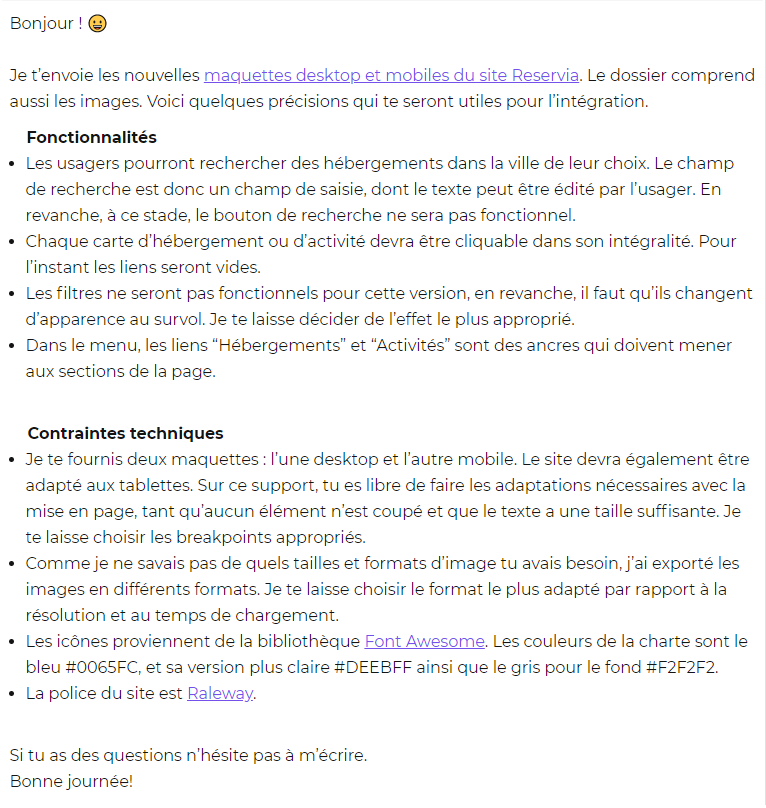 Bonjour ! 😀
Je t’envoie les nouvelles maquettes desktop et mobiles du site Reservia. Le dossier comprend
aussi les images. Voici quelques précisions qui te seront utiles pour l’intégration.
Fonctionnalités
• Les usagers pourront rechercher des hébergements dans la ville de leur choix. Le champ
de recherche est donc un champ de saisie, dont le texte peut être édité par l’usager. En
revanche, à ce stade, le bouton de recherche ne sera pas fonctionnel.
• Chaque carte d’hébergement ou d’activité devra être cliquable dans son intégralité. Pour
l’instant les liens seront vides.
• Les filtres ne seront pas fonctionnels pour cette version, en revanche, il faut qu’ils changent
d’apparence au survol. Je te laisse décider de l’effet le plus approprié.
• Dans le menu, les liens “Hébergements” et “Activités” sont des ancres qui doivent mener
aux sections de la page.
Contraintes techniques
• Je te fournis deux maquettes : l’une desktop et l’autre mobile. Le site devra également être
adapté aux tablettes. Sur ce support, tu es libre de faire les adaptations nécessaires avec la
mise en page, tant qu’aucun élément n’est coupé et que le texte a une taille suffisante. Je
te laisse choisir les breakpoints appropriés.
• Comme je ne savais pas de quels tailles et formats d’image tu avais besoin, j’ai exporté les
images en différents formats. Je te laisse choisir le format le plus adapté par rapport à la
résolution et au temps de chargement.
• Les icônes proviennent de la bibliothèque Font Awesome. Les couleurs de la charte sont le
bleu #0065FC, et sa version plus claire #DEEBFF ainsi que le gris pour le fond #F2F2F2.
• La police du site est Raleway.
Si tu as des questions n’hésite pas à m’écrire.
Bonne journée!